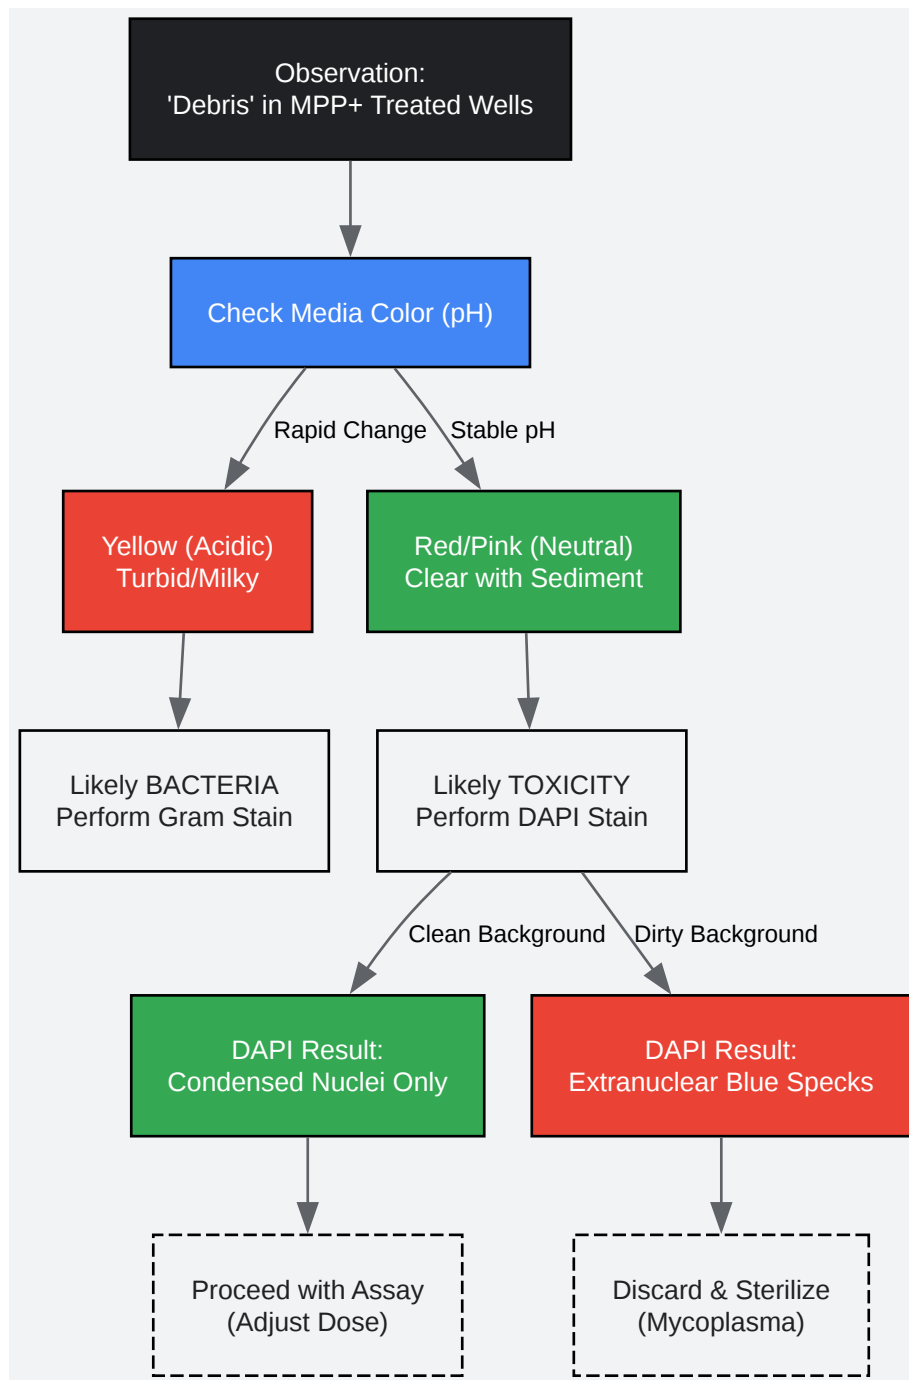 Observation:
'Debris' in MPP+ Treated Wells
Check Media Color (pH)
Rapid Change
Stable pH
Yellow (Acidic)
Turbid/Milky
Red/Pink (Neutral)
Clear with Sediment
Likely BACTERIA
Perform Gram Stain
Likely TOXICITY
Perform DAPI Stain
Clean Background
Dirty Background
DAPI Result:
Condensed Nuclei Only
DAPI Result:
Extranuclear Blue Specks
Proceed with Assay
(Adjust Dose)
Discard & Sterilize
(Mycoplasma)